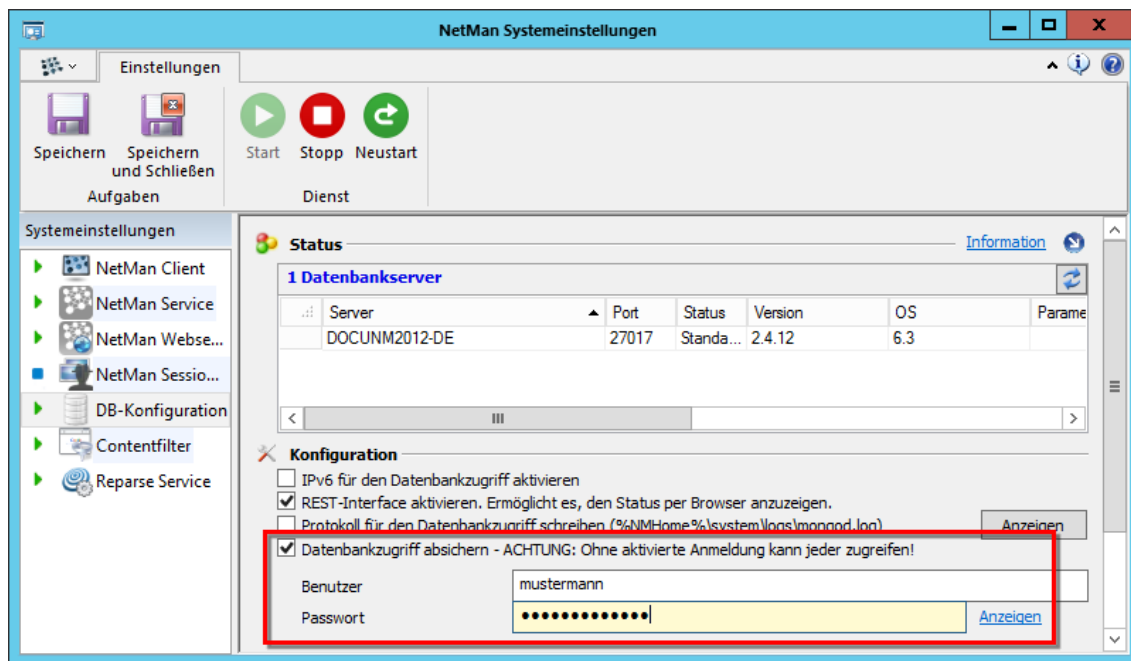 NetMan Systemeinstellungen
Einstellungen
Speichern
Speichern und Schließen
Start
Stopp
Neustart
Aufgaben
Dienst
Systemeinstellungen
NetMan Client
NetMan Service
NetMan Webse...
NetMan Sessio...
DB-Konfiguration
Contentfilter
Reparse Service
Status
Information
1 Datenbankserver
Server Port Status Version OS Parame
DOCUNM2012-DE 27017 Standa... 2.4.12 6.3
Konfiguration
IPv6 für den Datenbankzugriff aktivieren
REST-Interface aktivieren. Ermöglicht es, den Status per Browser anzuzeigen.
Protokoll für den Datenbankzugriff schreiben (%NMHome%\system\logs\mongod.log) Anzeigen
Datenbankzugriff absichern - ACHTUNG: Ohne aktivierte Anmeldung kann jeder zugreifen!
Benutzer mustermann
Passwort ••••••••••••• Anzeigen